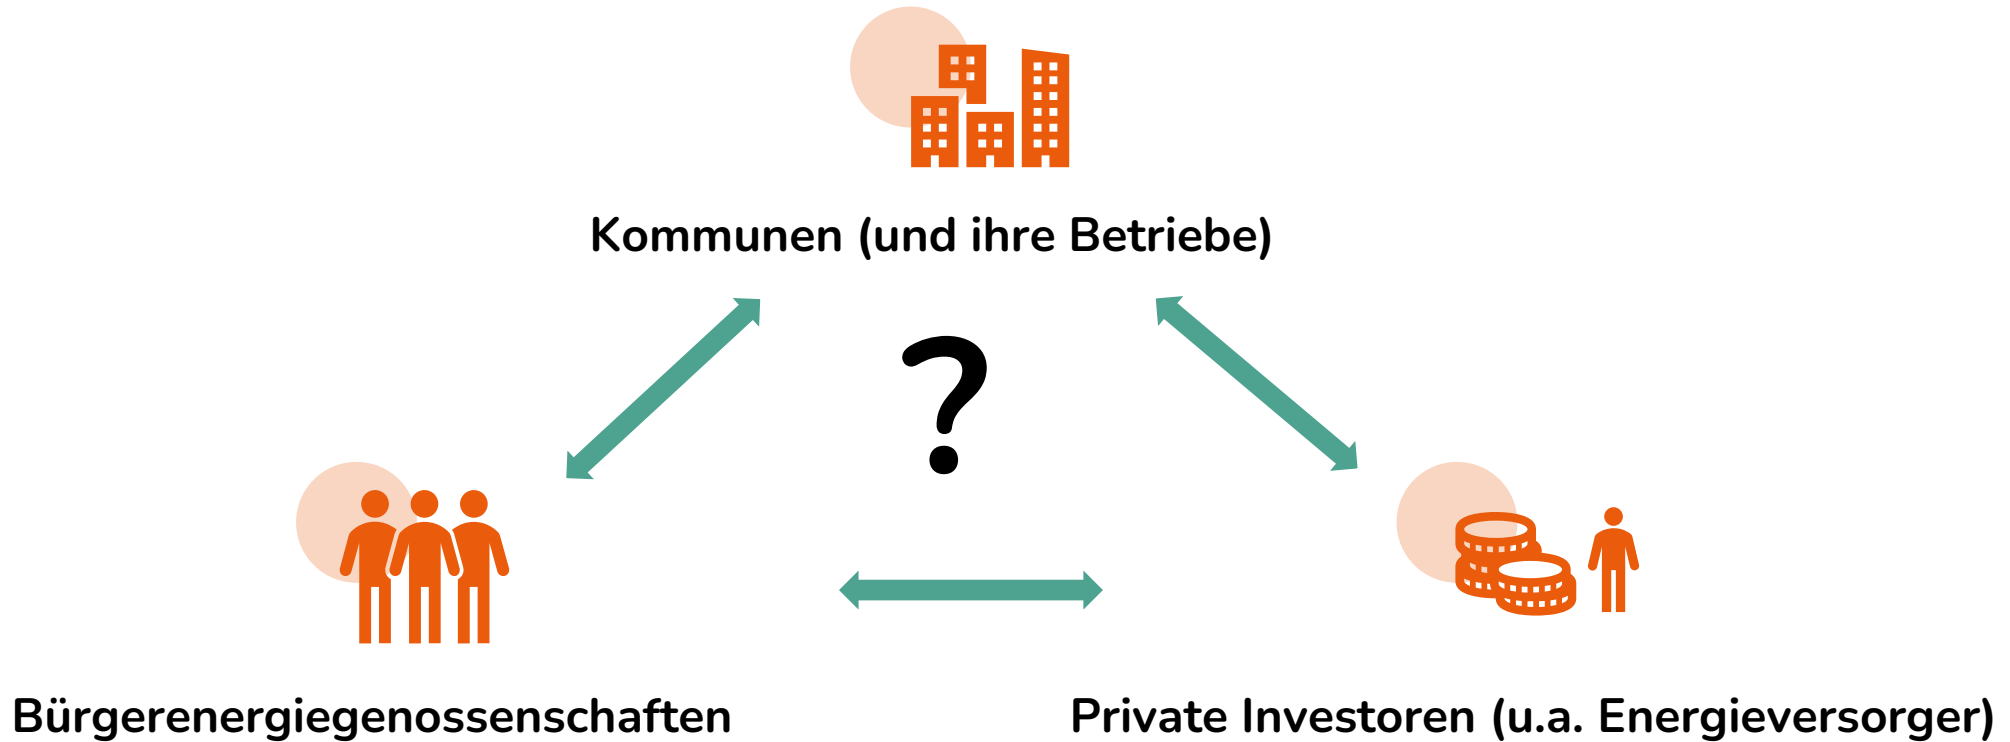 Kommunen (und ihre Betriebe)
?
Bürgerenergiegenossenschaften
Private Investoren (u.a. Energieversorger)